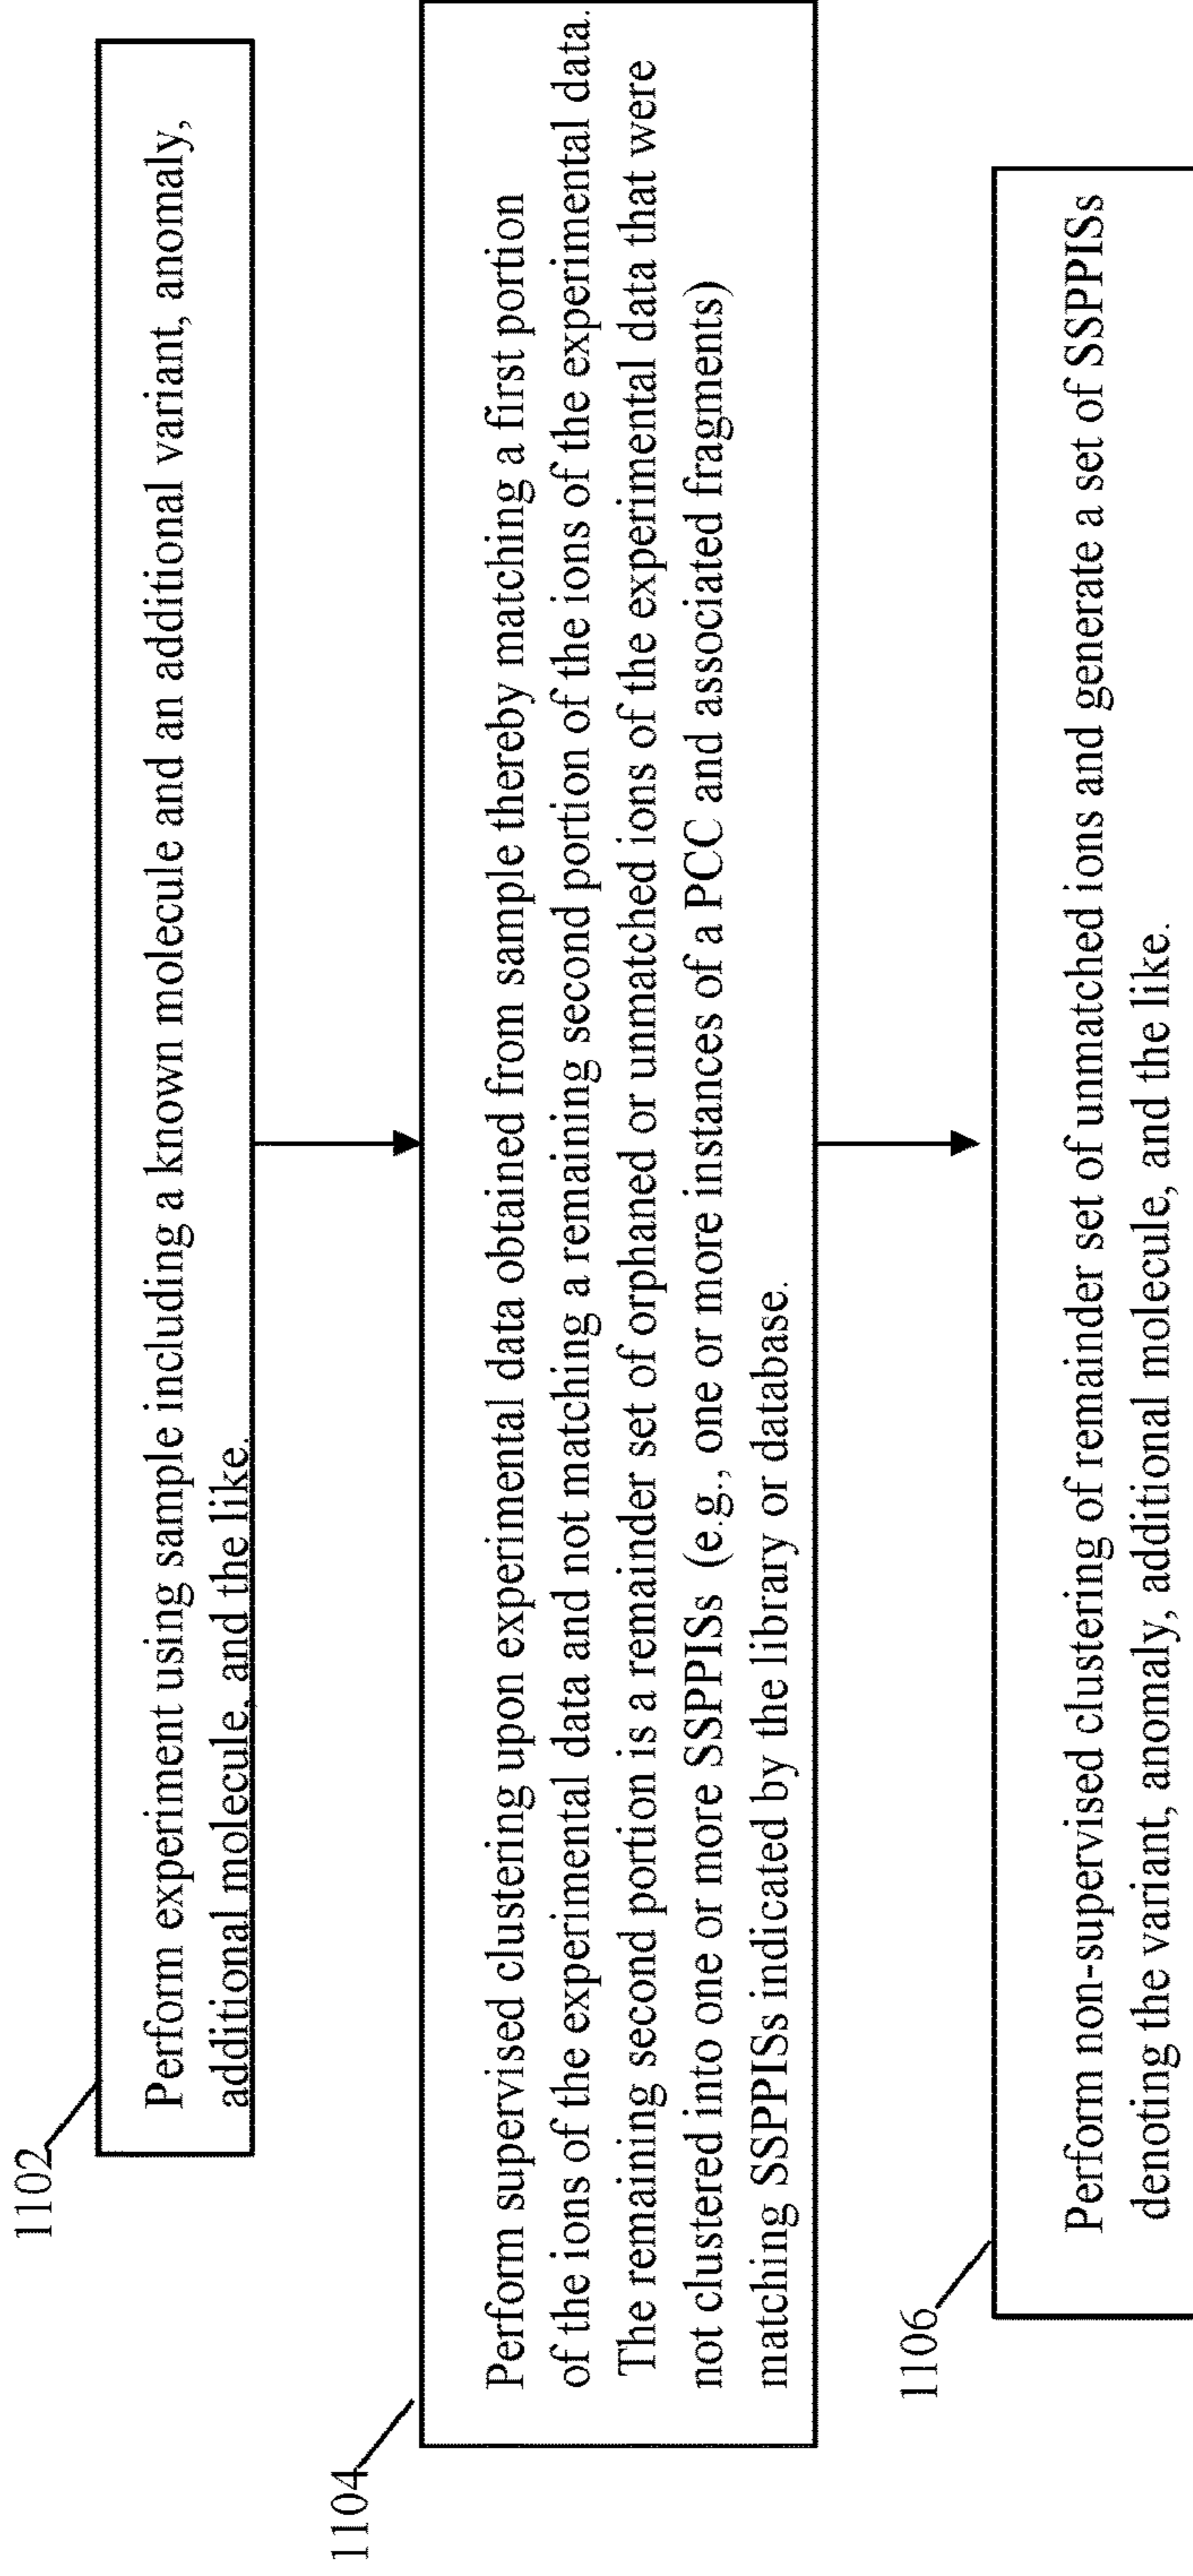 1102
Perform experiment using sample including a known molecule and an additional variant, anomaly,
additional molecule, and the like.
1104
Perform supervised clustering upon experimental data obtained from sample thereby matching a first portion
of the ions of the experimental data and not matching a remaining second portion of the ions of the experimental data.
The remaining second portion is a remainder set of orphaned or unmatched ions of the experimental data that were
not clustered into one or more SSPPISs (e.g., one or more instances of a PCC and associated fragments)
matching SSPPISs indicated by the library or database.
1106
Perform non-supervised clustering of remainder set of unmatched ions and generate a set of SSPPISs
denoting the variant, anomaly, additional molecule, and the like.